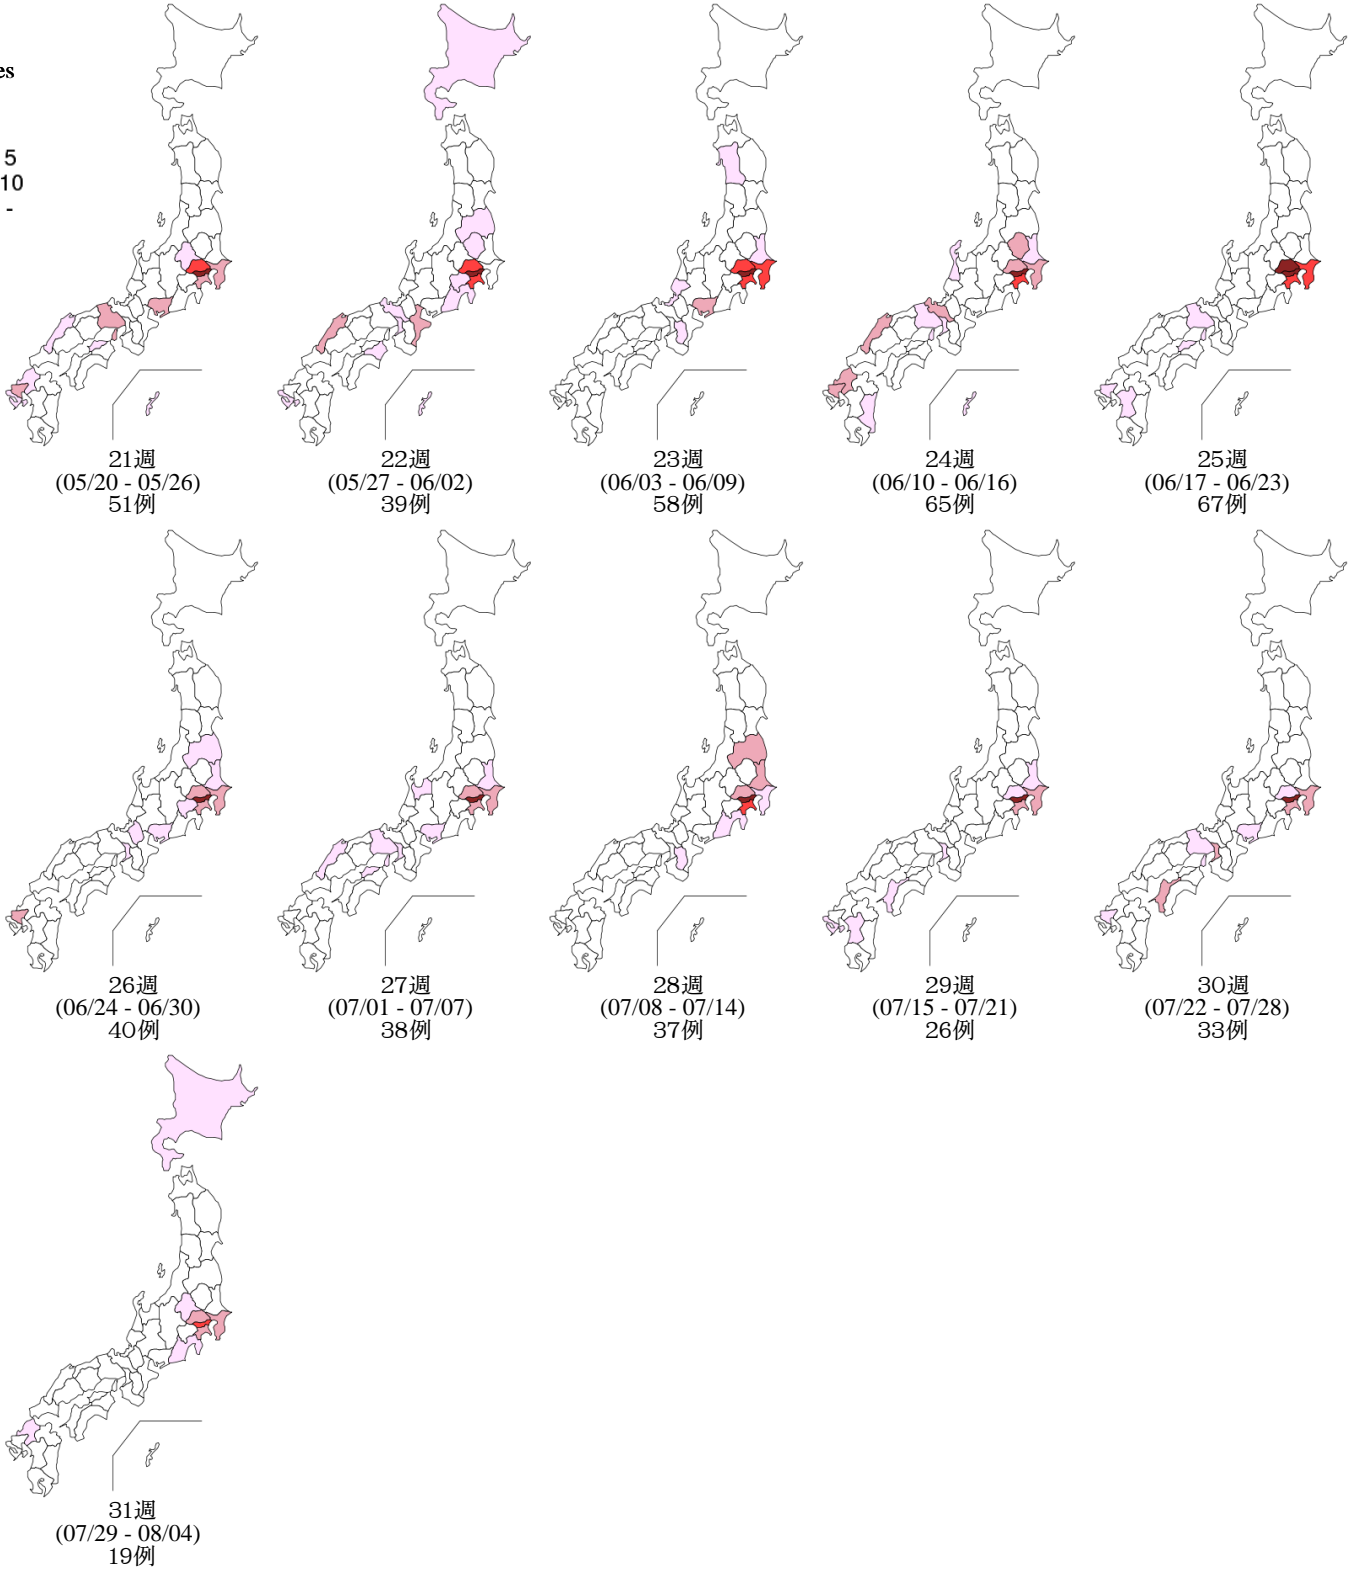 es
5
10
-
21週
(05/20 - 05/26)
51例
22週
(05/27 - 06/02)
39例
23週
(06/03 - 06/09)
58例
24週
(06/10 - 06/16)
65例
25週
(06/17 - 06/23)
67例
26週
(06/24 - 06/30)
40例
27週
(07/01 - 07/07)
38例
28週
(07/08 - 07/14)
37例
29週
(07/15 - 07/21)
26例
30週
(07/22 - 07/28)
33例
31週
(07/29 - 08/04)
19例